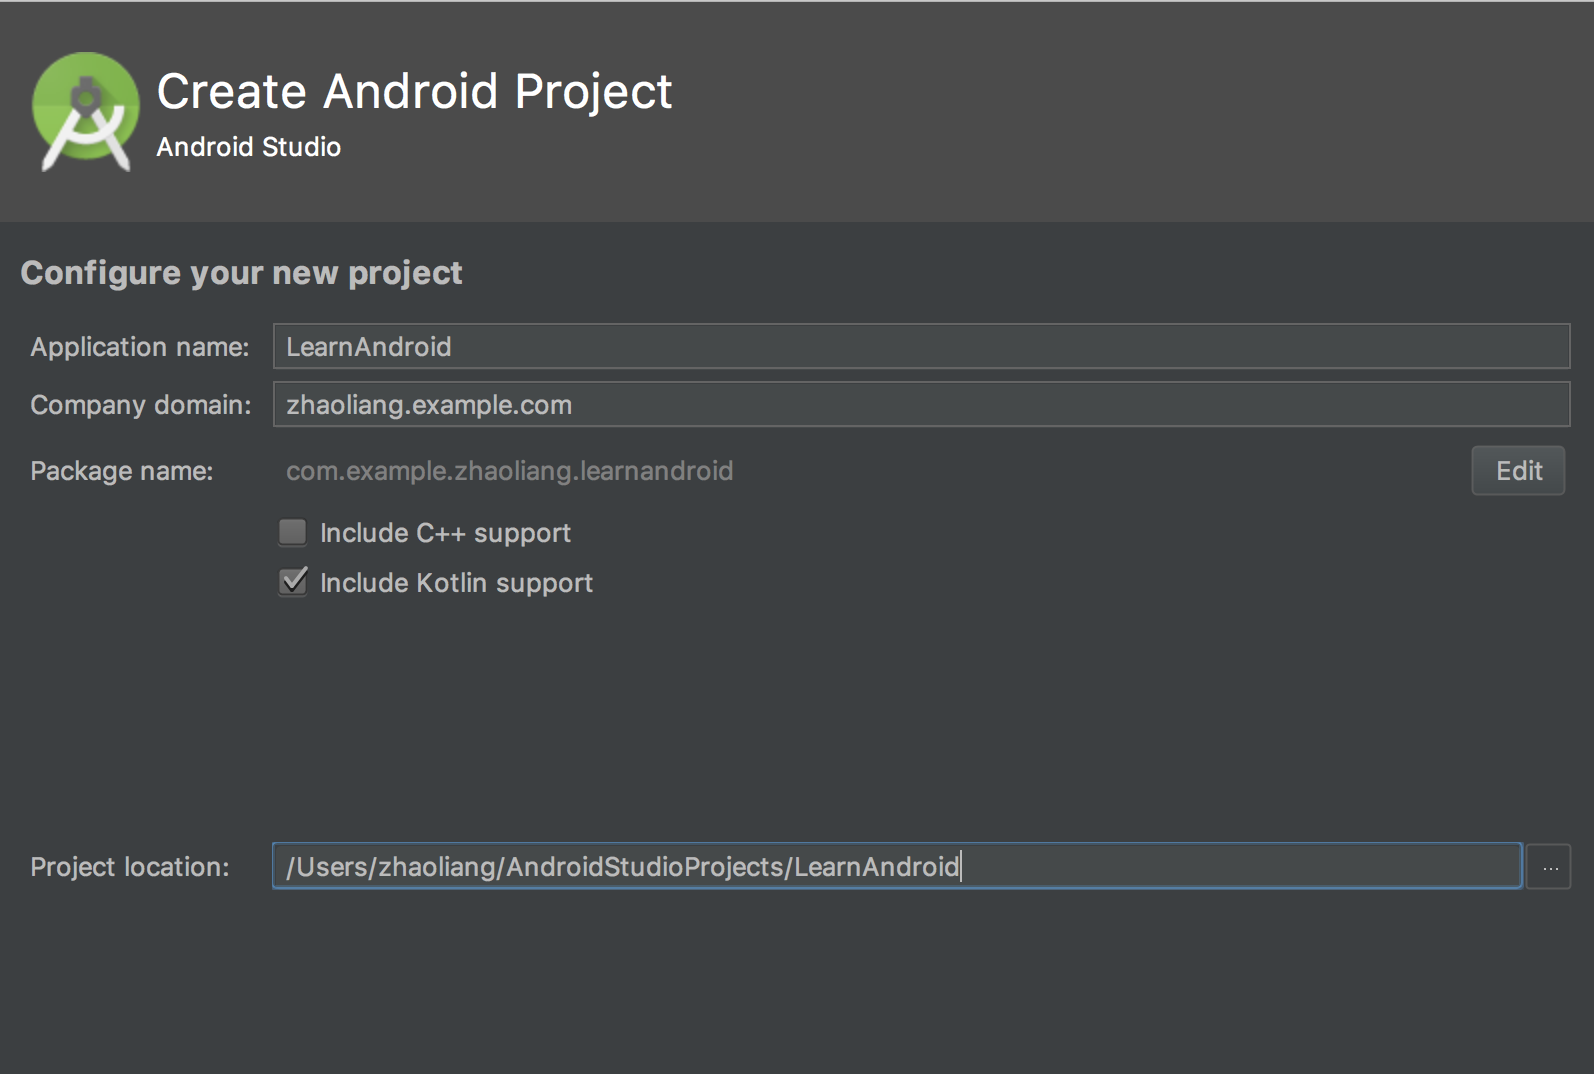 Create Android Project
Android Studio
Configure your new project
Application name: LearnAndroid
Company domain: zhaoliang.example.com
Package name: com.example.zhaoliang.learnandroid Edit
Include C++ support
Include Kotlin support
Project location: /Users/zhaoliang/AndroidStudioProjects/LearnAndroid ...